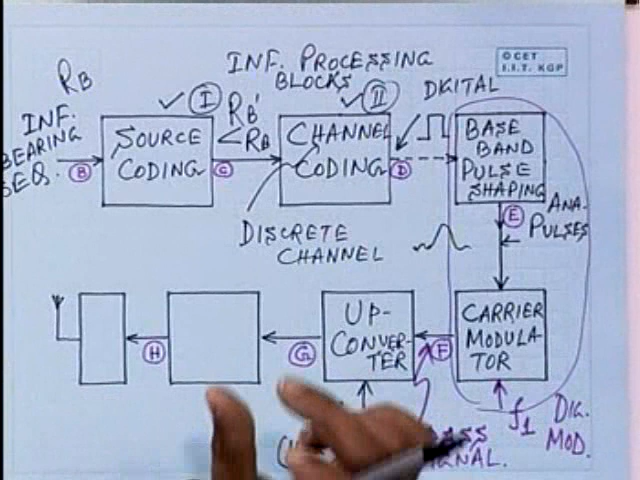 © CET
I.I.T. KGP
INF. PROCESSING
BLOCKS
RB
I
II
DIGITAL
INF.
BEARING
SEQ.
B
SOURCE
CODING
RB'
< RB
C
CHANNEL
CODING
D
BASE
BAND
PULSE
SHAPING
E
ANA.
PULSES
DISCRETE
CHANNEL
H
G
UP-
CONVER-
TER
F
CARRIER
MODULA
TOR
f1
DIG.
MOD.